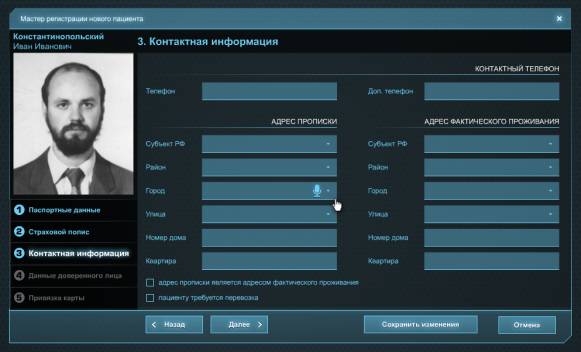 Мастер регистрации нового пациента
Константинопольский
Иван Иванович
3. Контактная информация
КОНТАКТНЫЙ ТЕЛЕФОН
Телефон
Доп. телефон
АДРЕС ПРОПИСКИ
АДРЕС ФАКТИЧЕСКОГО ПРОЖИВАНИЯ
Субъект РФ
Субъект РФ
Район
Район
Город
Город
Улица
Улица
Номер дома
Номер дома
Квартира
Квартира
1 Паспортные данные
2 Страховой полис
3 Контактная информация
4 Данные доверенного лица
5 Привязка карты
адрес прописки является адресом фактического проживания
пациенту требуется перевозка
Назад
Далее
Сохранить изменения
Отмена